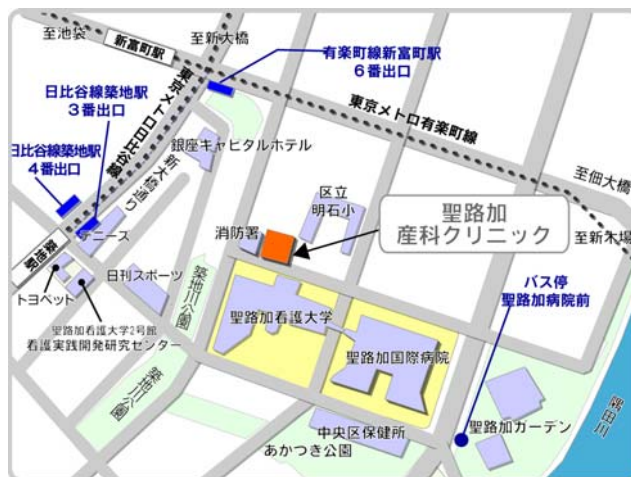 至池袋
新富町駅
至新大橋
有楽町線新富町駅
6番出口
日比谷線築地駅
3番出口
東京メトロ日比谷線
東京メトロ有楽町線
日比谷線築地駅
4番出口
新大橋通り
銀座キャピタルホテル
至佃大橋
区立
明石小
聖路加
産科クリニック
消防署
至新木場
築地駅
デニース
日刊スポーツ
トヨペット
築地川公園
バス停
聖路加病院前
聖路加看護大学
聖路加看護大学2号館
看護実践開発研究センター
聖路加国際病院
築地川公園
中央区保健所
あかつき公園
聖路加ガーデン
隅田川